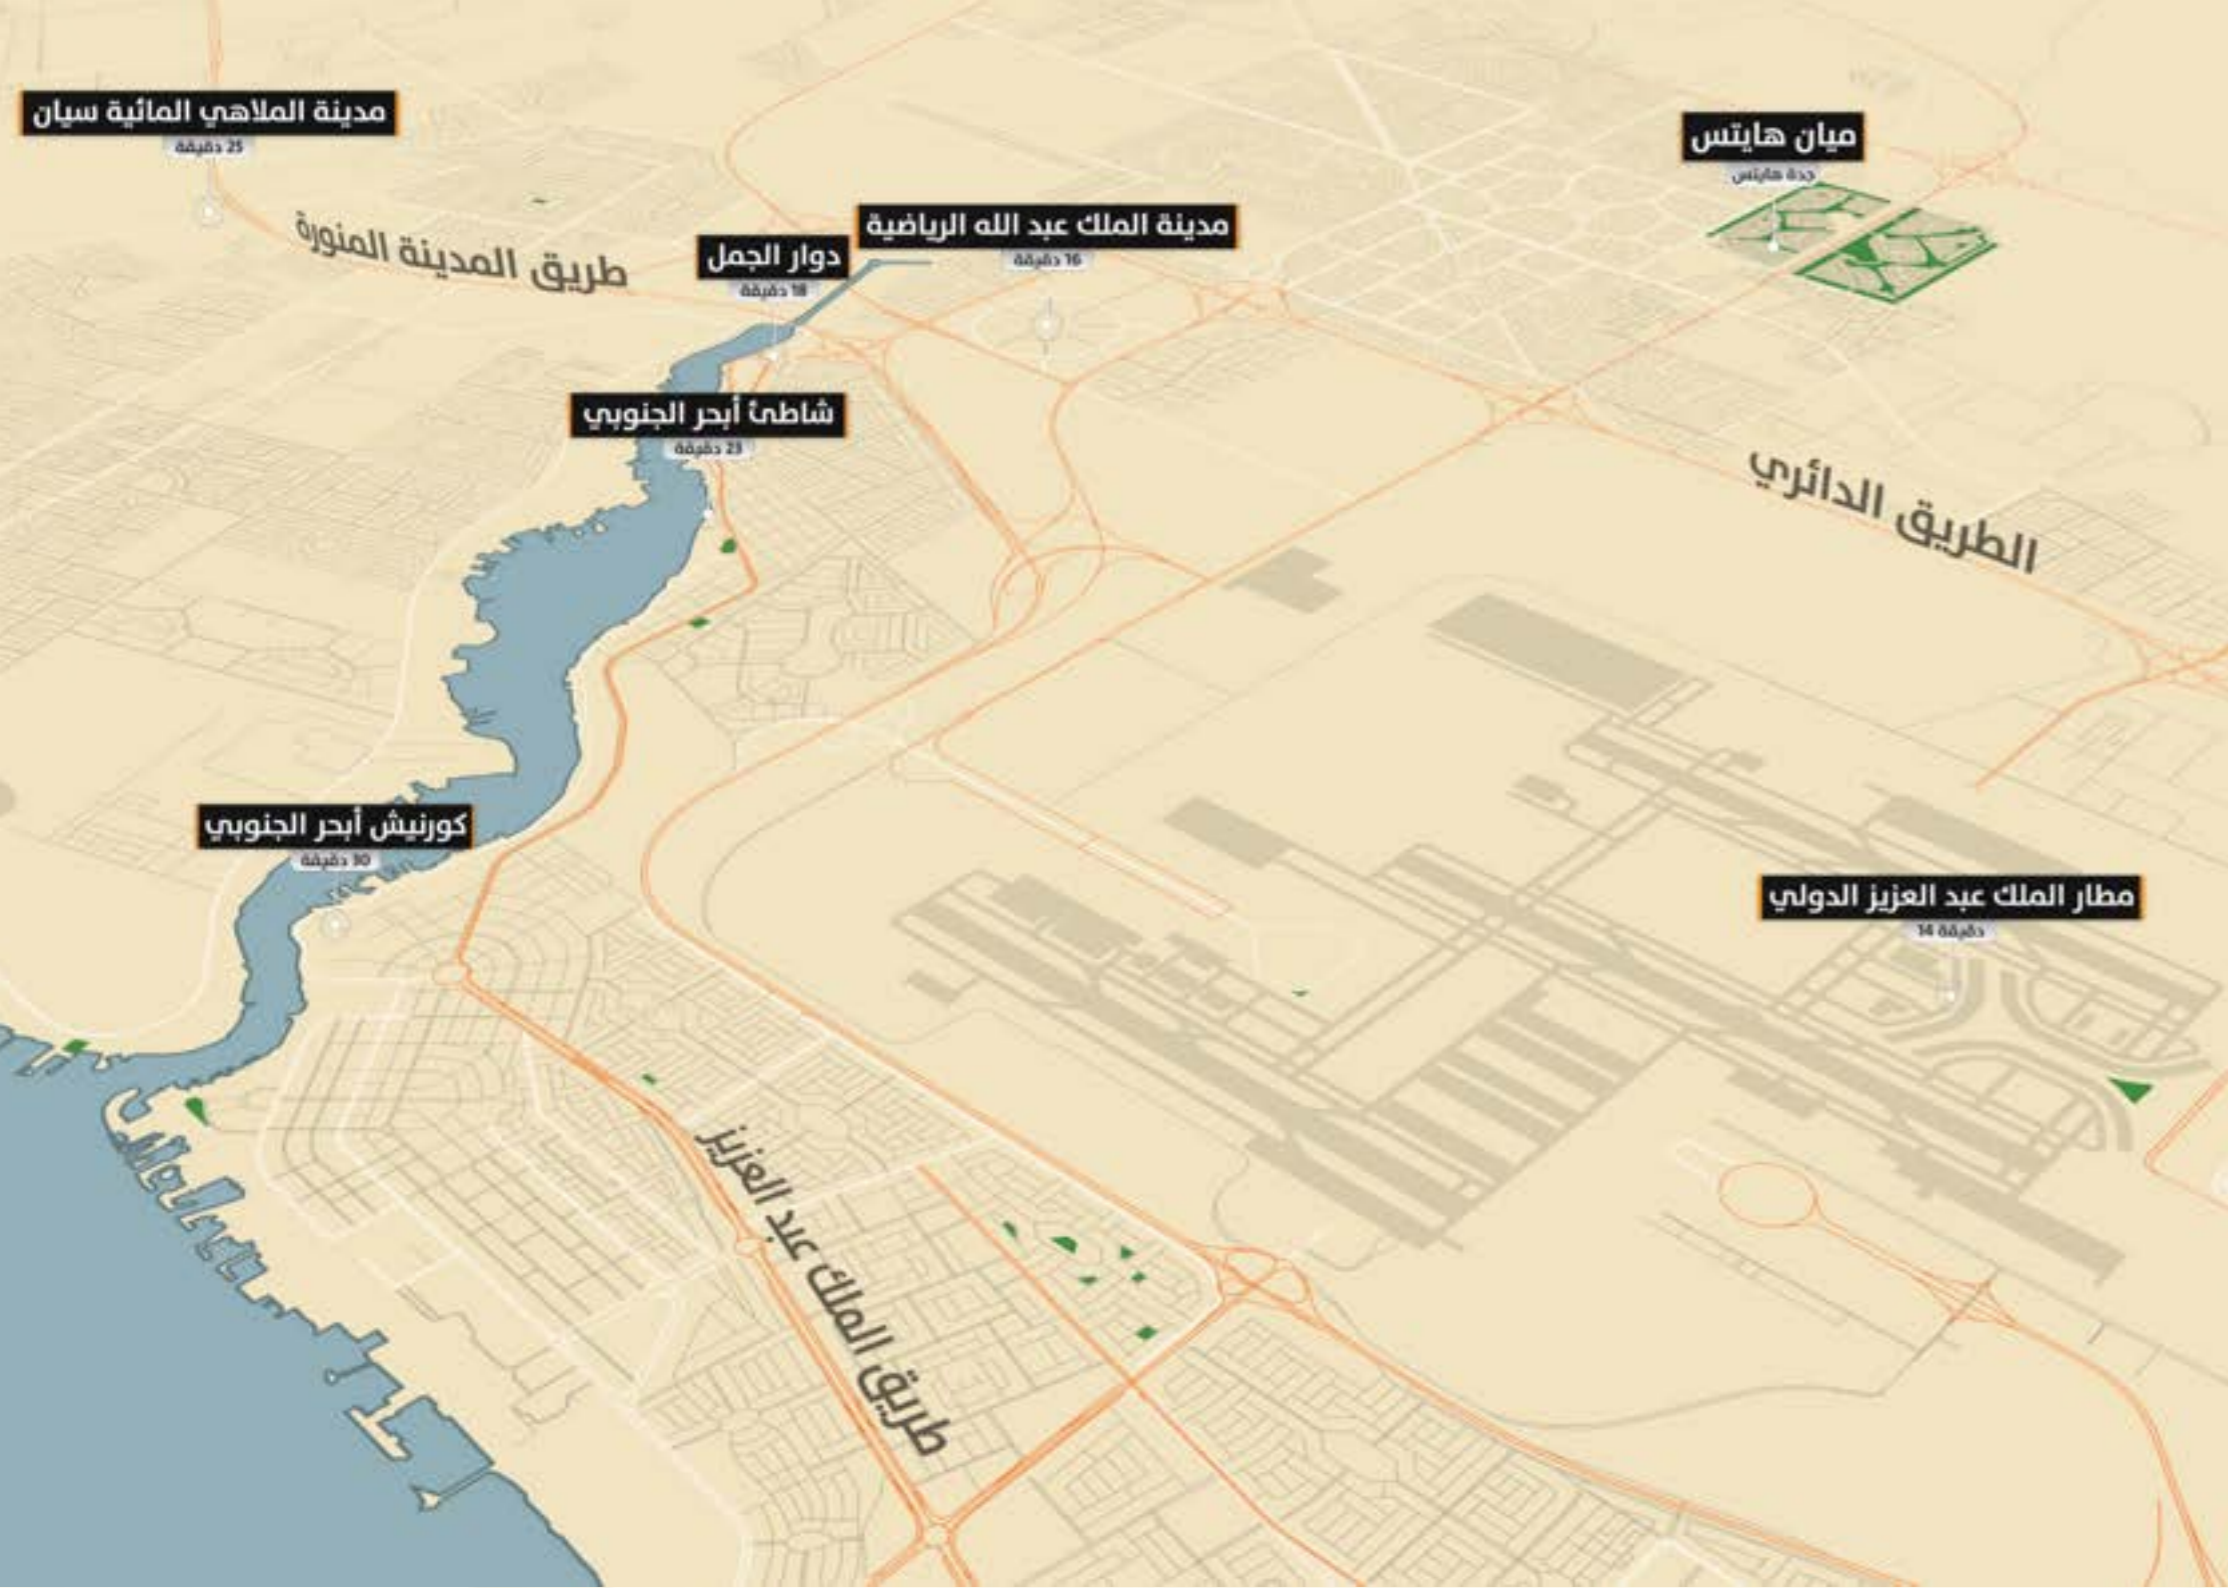 مدينة الملاهي المائية سيان
25 دقيقة
ميان هايتس
جدة هايتس
مدينة الملك عبد الله الرياضية
16 دقيقة
دوار الجمل
18 دقيقة
طريق المدينة المنورة
شاطئ أبحر الجنوبي
23 دقيقة
الطريق الدائري
كورنيش أبحر الجنوبي
30 دقيقة
مطار الملك عبد العزيز الدولي
14 دقيقة
طريق الملك عبد العزيز